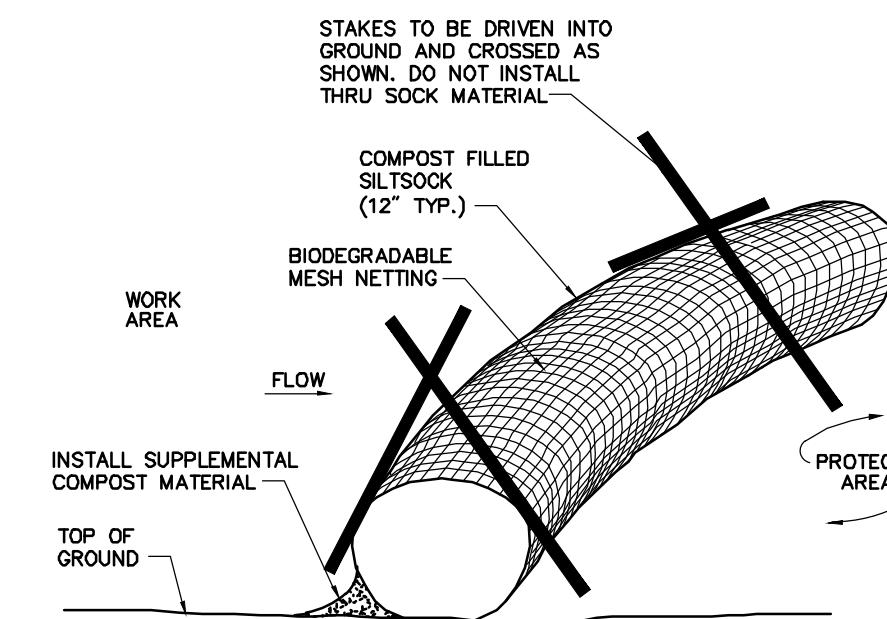 STAKES TO BE DRIVEN INTO
GROUND AND CROSSED AS
SHOWN. DO NOT INSTALL
THRU SOCK MATERIAL
COMPOST FILLED
SILTSOCK
(12" TYP.)
BIODEGRADABLE
MESH NETTING
WORK
AREA
FLOW
INSTALL SUPPLEMENTAL
COMPOST MATERIAL
AREA
TOP OF
GROUND